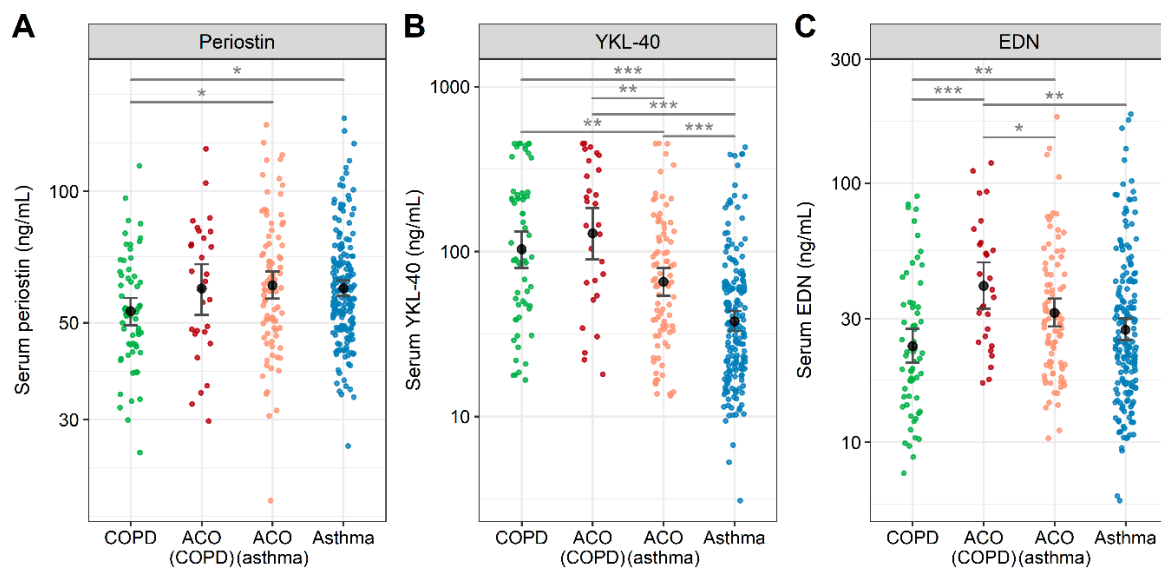 A
Periostin
*
*
Serum periostin (ng/mL)
100
50
30
COPD ACO ACO Asthma
(COPD) (asthma)
B
YKL-40
***
**
***
**
***
Serum YKL-40 (ng/mL)
1000
100
10
COPD ACO ACO Asthma
(COPD) (asthma)
C
EDN
**
***
**
*
Serum EDN (ng/mL)
300
100
30
10
COPD ACO ACO Asthma
(COPD) (asthma)